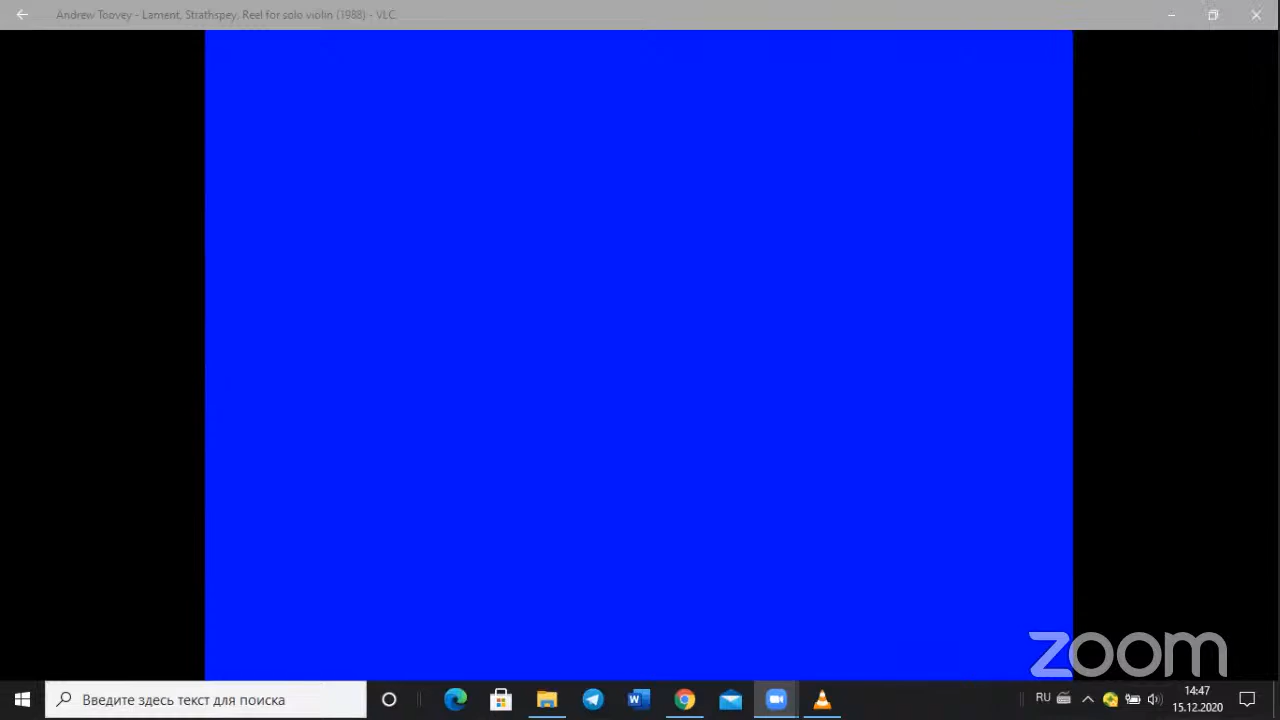 Andrew Toovey - Lament, Strathspey, Reel for solo violin (1988) - VLC
zoom
Введите здесь текст для поиска
W
RU
14:47
15.12.2020